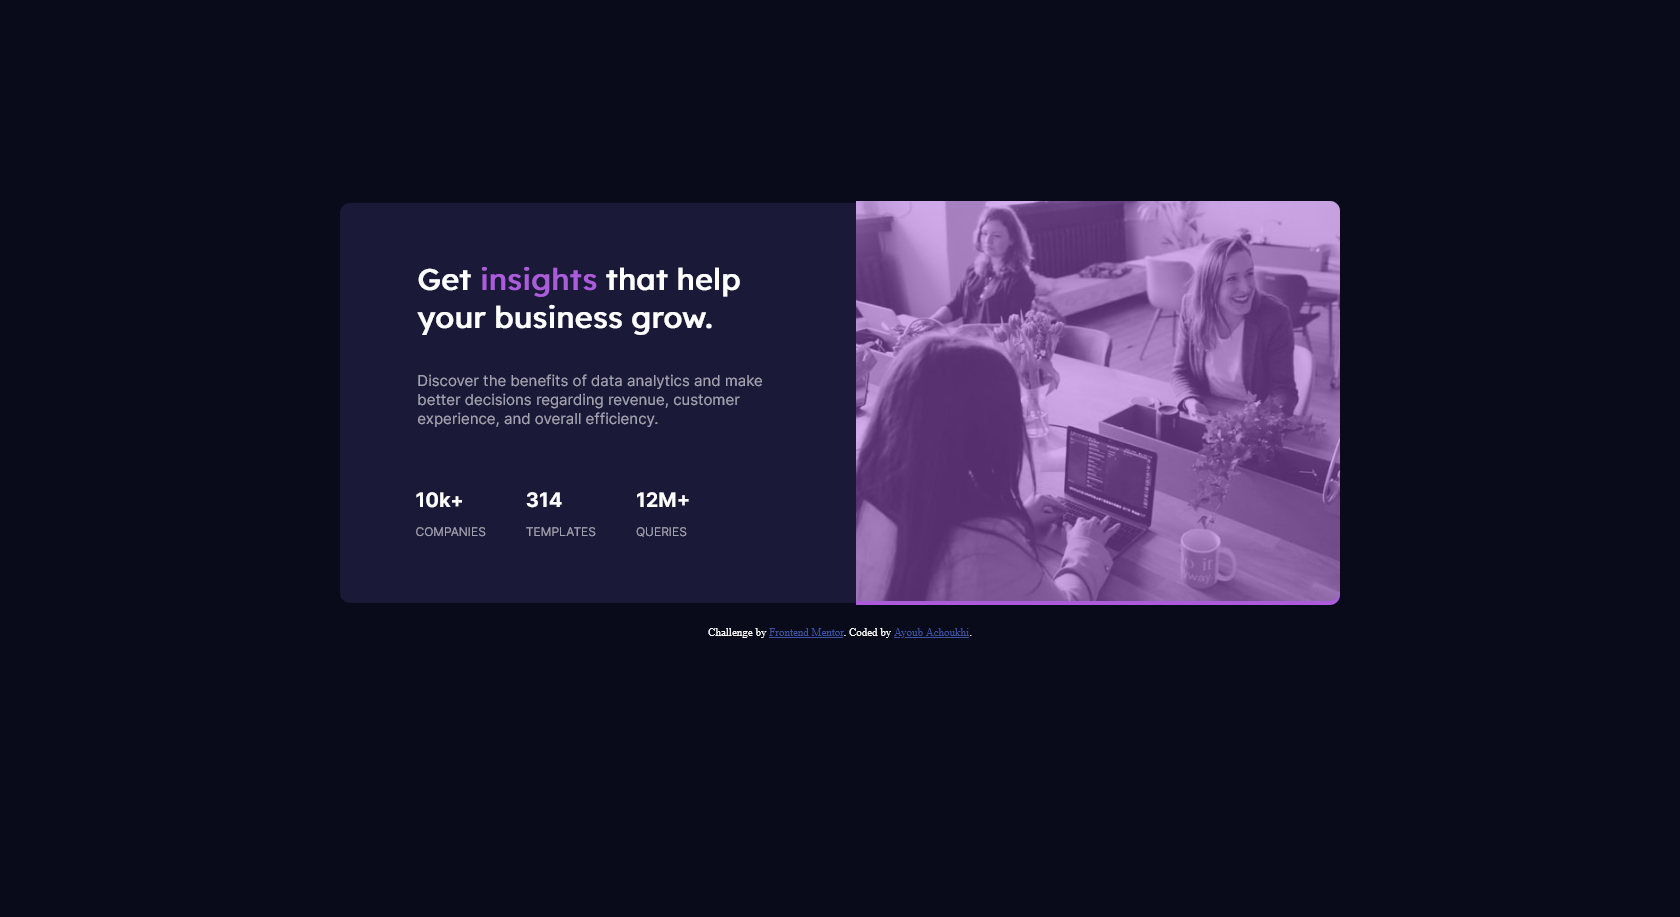 Get insights that help
your business grow.
Discover the benefits of data analytics and make
better decisions regarding revenue, customer
experience, and overall efficiency.
10k+ 314 12M+
COMPANIES TEMPLATES QUERIES
Challenge by Frontend Mentor. Coded by Ayoub Achoukhi.